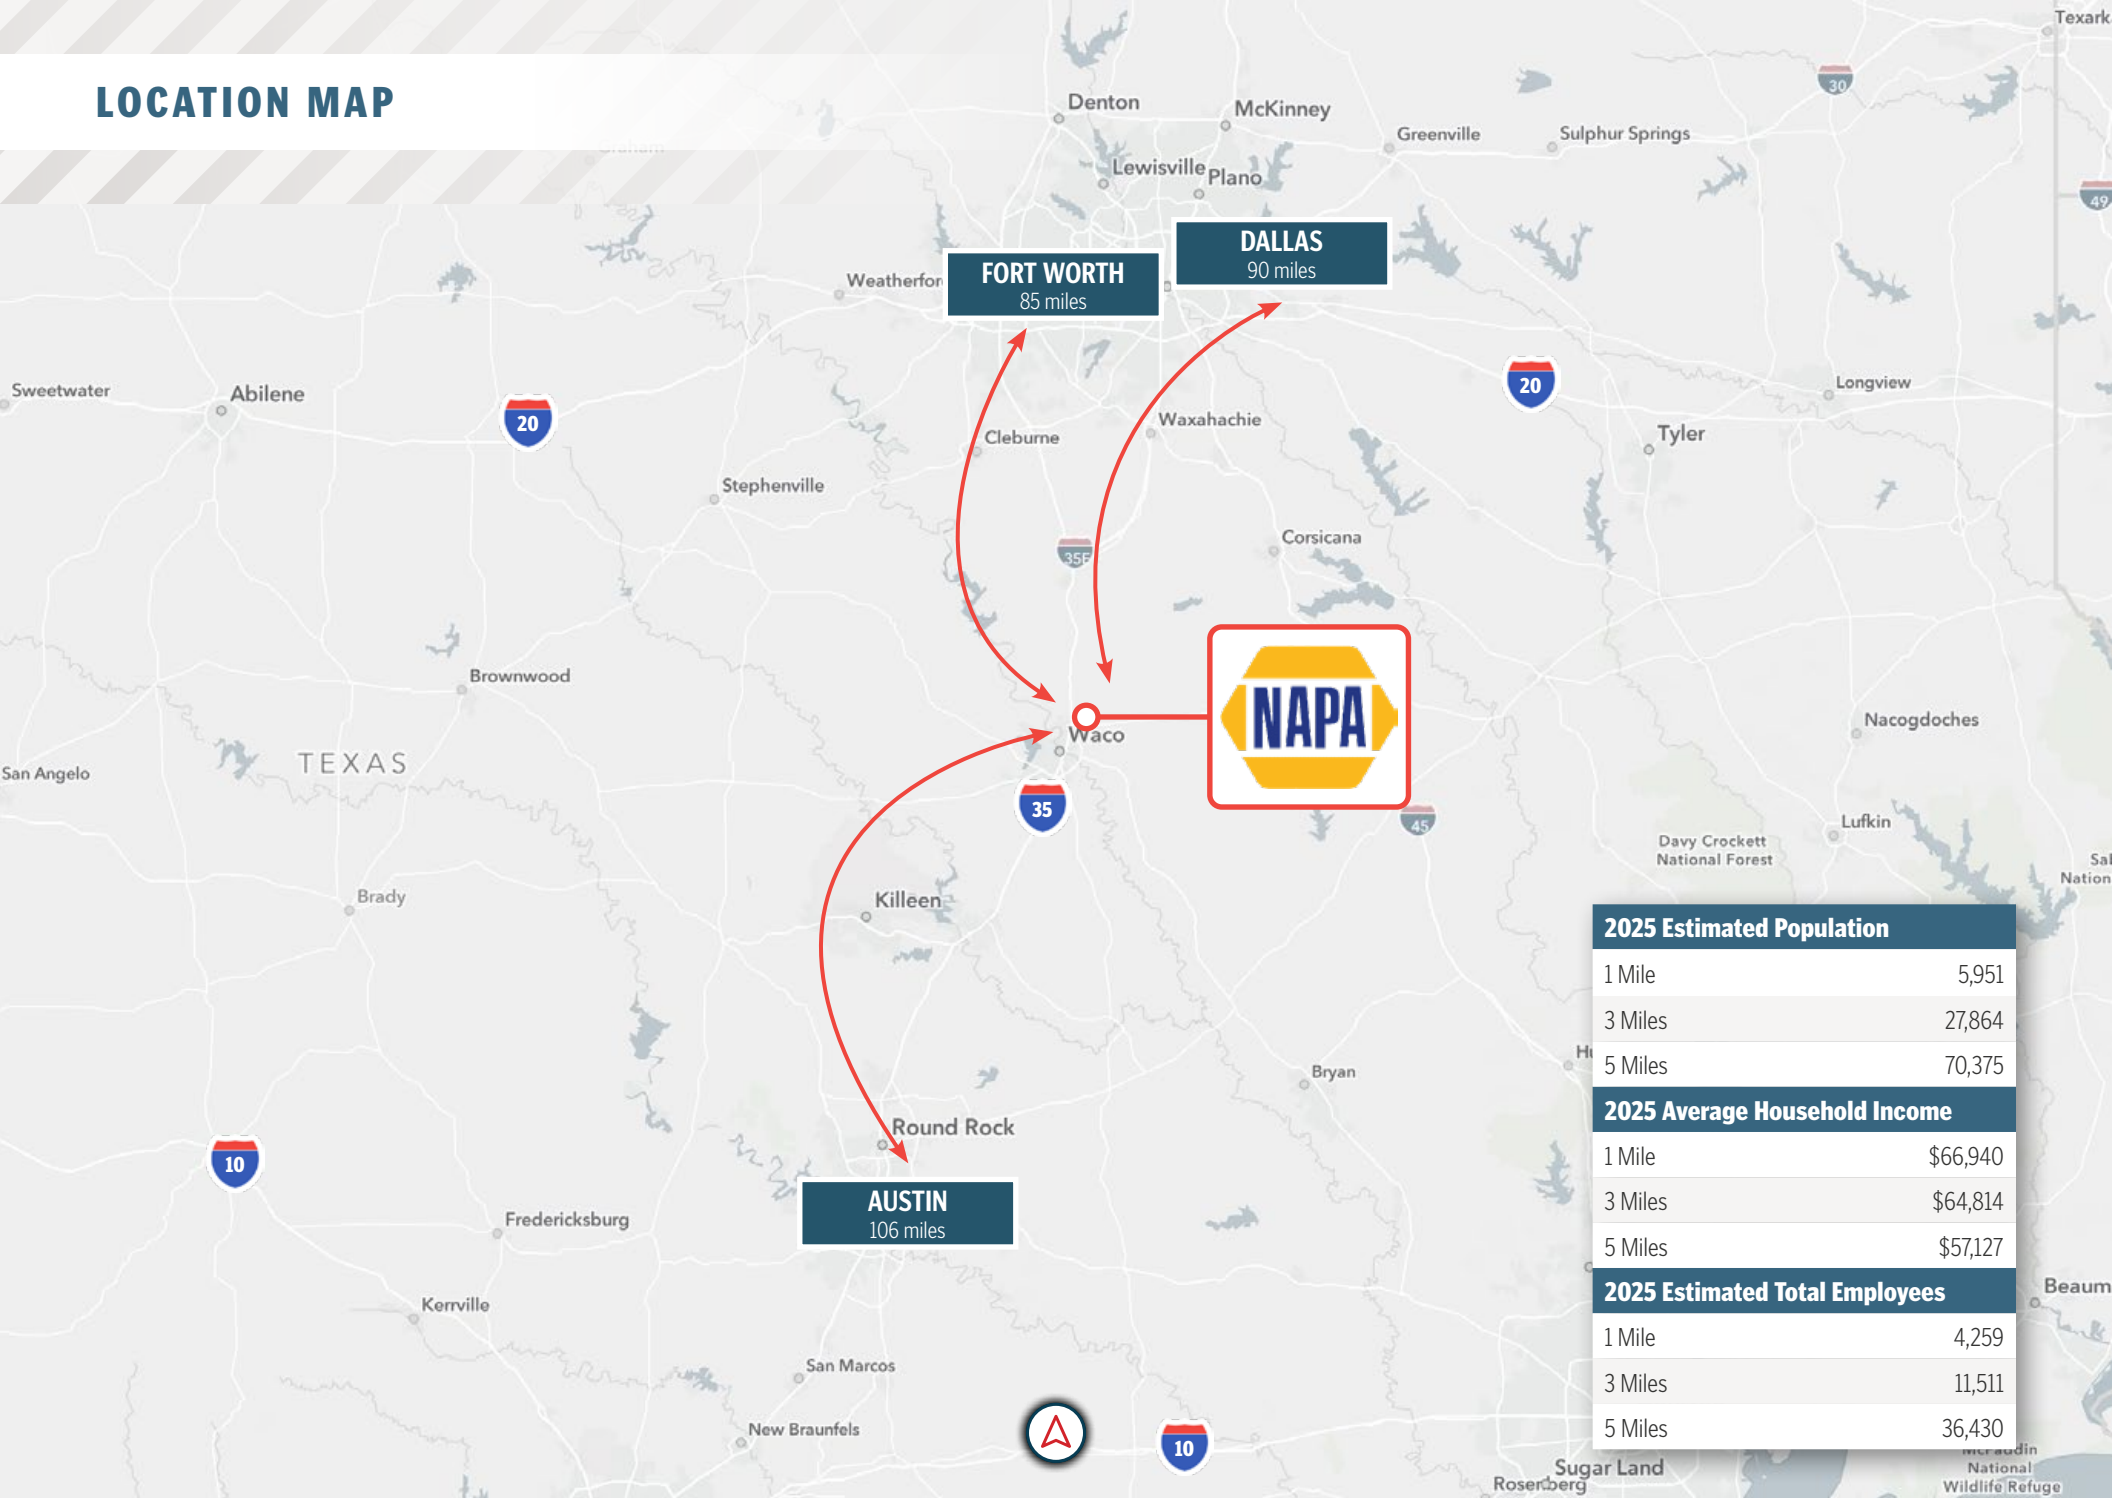 LOCATION MAP
Texark
30
Denton
McKinney
Greenville
Sulphur Springs
Graham
Lewisville
Plano
49
DALLAS
90 miles
FORT WORTH
85 miles
Weatherfor
Sweetwater
Abilene
20
20
Longview
Cleburne
Waxahachie
Tyler
Stephenville
35E
Corsicana
Brownwood
NAPA
Nacogdoches
Waco
TEXAS
San Angelo
35
45
Lufkin
Davy Crockett
National Forest
Sal
Nation
Brady
Killeen
2025 Estimated Population
1 Mile 5,951
3 Miles 27,864
5 Miles 70,375
2025 Average Household Income
1 Mile $66,940
3 Miles $64,814
5 Miles $57,127
2025 Estimated Total Employees
1 Mile 4,259
3 Miles 11,511
5 Miles 36,430
Hu
Bryan
Round Rock
10
AUSTIN
106 miles
Fredericksburg
Kerrville
Beaum
San Marcos
New Braunfels
10
Sugar Land
Rosenberg
McFaddin
National
Wildlife Refuge